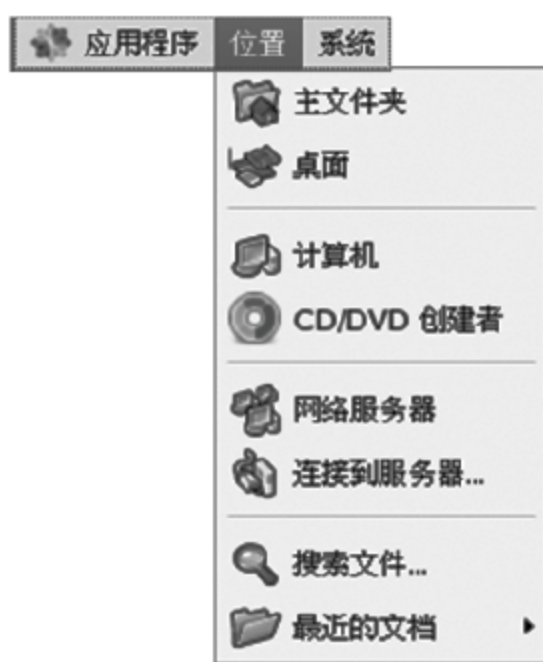 应用程序 位置 系统
主文件夹
桌面
计算机
CD/DVD 创建者
网络服务器
连接到服务器...
搜索文件...
最近的文档